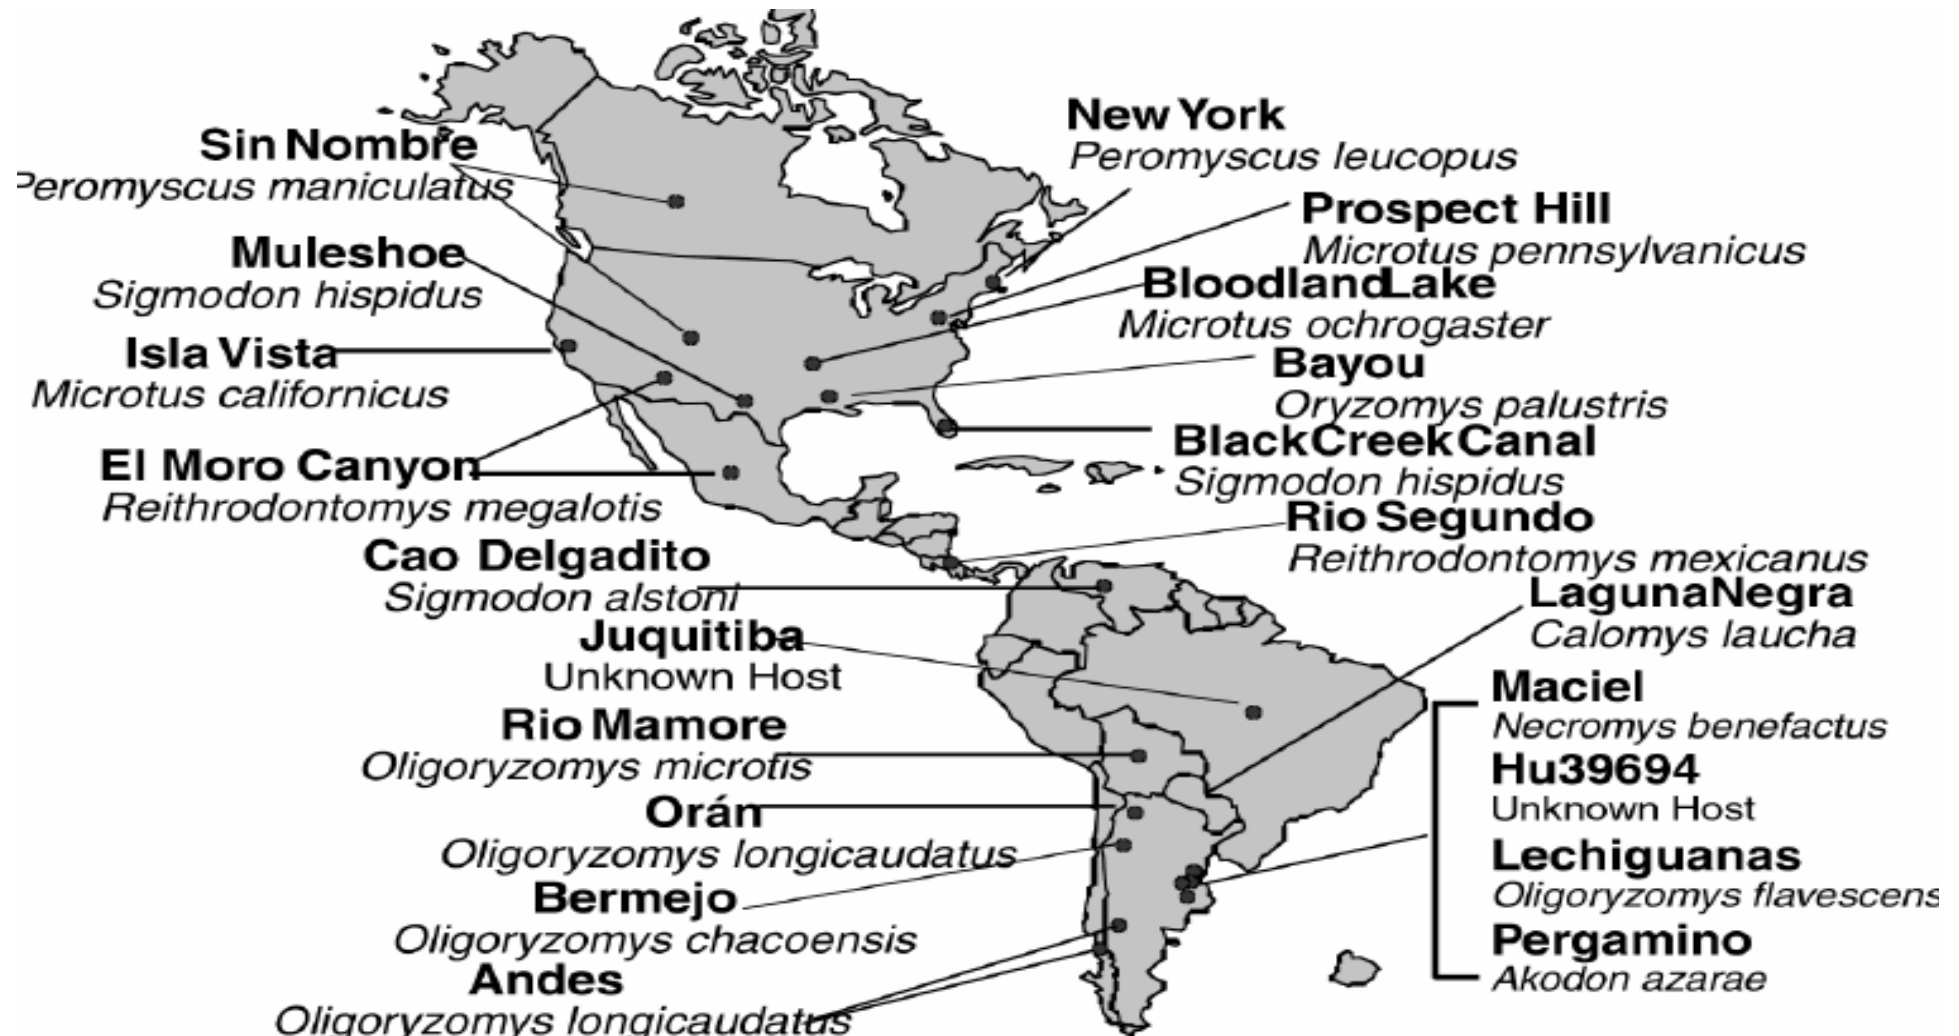 Sin Nombre
Peromyscus maniculatus
Muleshoe
Sigmodon hispidus
Isla Vista
Microtus californicus
El Moro Canyon
Reithrodontomys megalotis
Cao Delgadito
Sigmodon alstoni
Juquitiba
Unknown Host
Rio Mamore
Oligoryzomys microtis
Orán
Oligoryzomys longicaudatus
Bermejo
Oligoryzomys chacoensis
Andes
Oligoryzomys longicaudatus
New York
Peromyscus leucopus
Prospect Hill
Microtus pennsylvanicus
BloodlandLake
Microtus ochrogaster
Bayou
Oryzomys palustris
BlackCreekCanal
Sigmodon hispidus
Rio Segundo
Reithrodontomys mexicanus
LagunaNegra
Calomys laucha
Maciel
Necromys benefactus
Hu39694
Unknown Host
Lechiguanas
Oligoryzomys flavescens
Pergamino
Akodon azarae